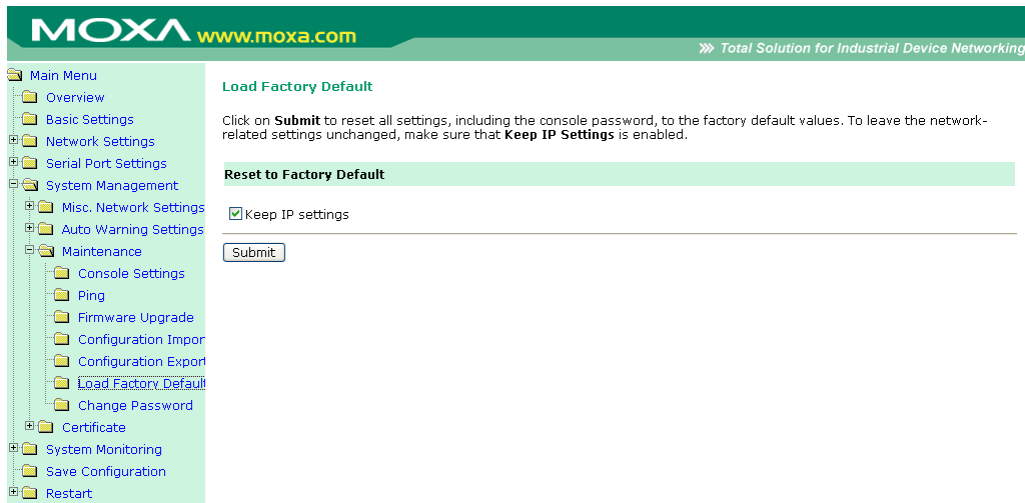 MOXA www.moxa.com
Total Solution for Industrial Device Networking
Main Menu
Overview
Basic Settings
Network Settings
Serial Port Settings
System Management
Misc. Network Settings
Auto Warning Settings
Maintenance
Console Settings
Ping
Firmware Upgrade
Configuration Impor
Configuration Export
Load Factory Default
Change Password
Certificate
System Monitoring
Save Configuration
Restart
Load Factory Default
Click on Submit to reset all settings, including the console password, to the factory default values. To leave the network-
related settings unchanged, make sure that Keep IP Settings is enabled.
Reset to Factory Default
Keep IP settings
Submit